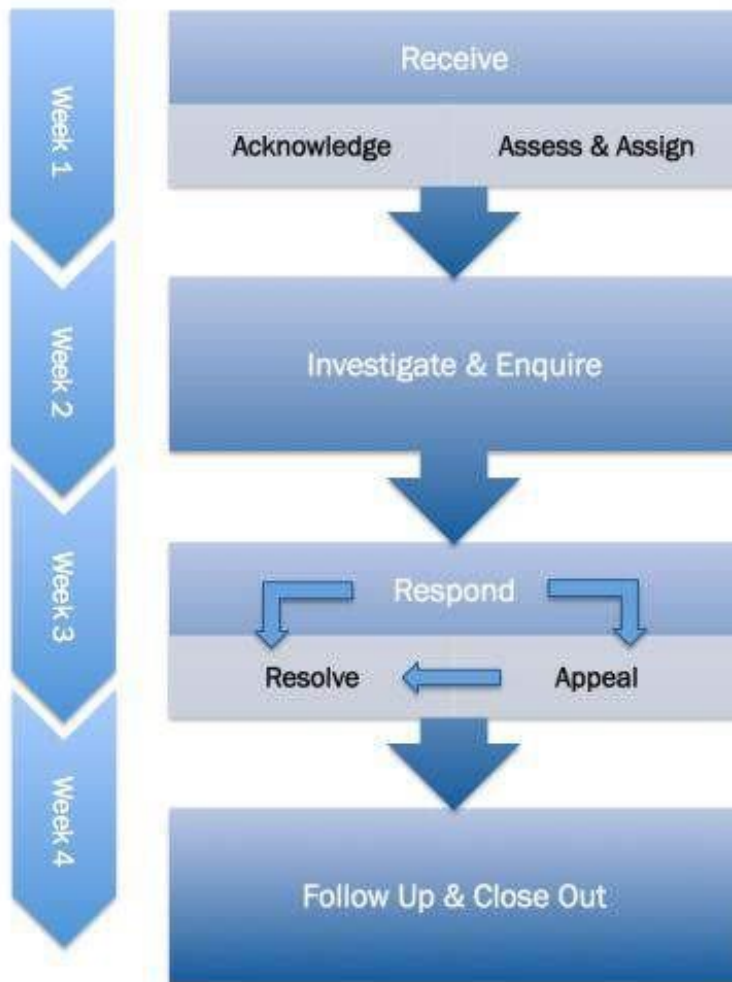 Week 1
Receive
Acknowledge
Assess & Assign
Week 2
Investigate & Enquire
Week 3
Respond
Resolve
Appeal
Week 4
Follow Up & Close Out